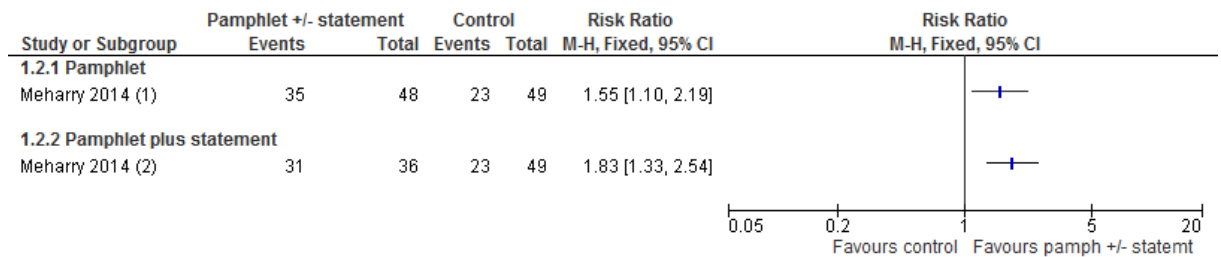 Pamphlet +/- statement Control Risk Ratio Risk Ratio
Study or Subgroup Events Total Events Total M-H, Fixed, 95% CI M-H, Fixed, 95% CI
1.2.1 Pamphlet
Meharry 2014 (1) 35 48 23 49 1.55 [1.10, 2.19]
1.2.2 Pamphlet plus statement
Meharry 2014 (2) 31 36 23 49 1.83 [1.33, 2.54]
0.05 0.2 1 5 20
Favours control Favours pamph +/- statemt